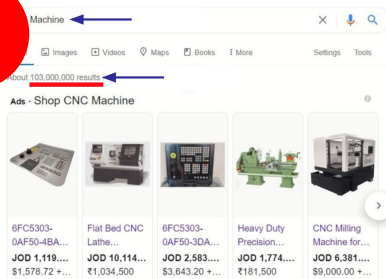 Machine
Images Videos Maps Books More Settings Tools
About 103,000,000 results
Ads · Shop CNC Machine
6FC5303-
0AF50-4BA...
JOD 1,119....
$1,578.72 +...
Flat Bed CNC
Lathe...
JOD 10,114...
₹1,034,500
6FC5303-
0AF50-3DA...
JOD 2,583....
$3,643.20 +...
Heavy Duty
Precision...
JOD 1,774....
₹181,500
CNC Milling
Machine for...
JOD 6,381....
$9,000.00 +...